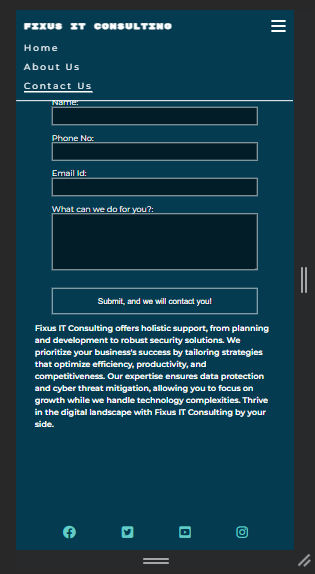 FIXUS IT CONSULTING
Home
About Us
Contact Us
Name:
Phone No:
Email Id:
What can we do for you?:
Submit, and we will contact you!
Fixus IT Consulting offers holistic support, from planning
and development to robust security solutions. We
prioritize your business's success by tailoring strategies
that optimize efficiency, productivity, and
competitiveness. Our expertise ensures data protection
and cyber threat mitigation, allowing you to focus on
growth while we handle technology complexities. Thrive
in the digital landscape with Fixus IT Consulting by your
side.